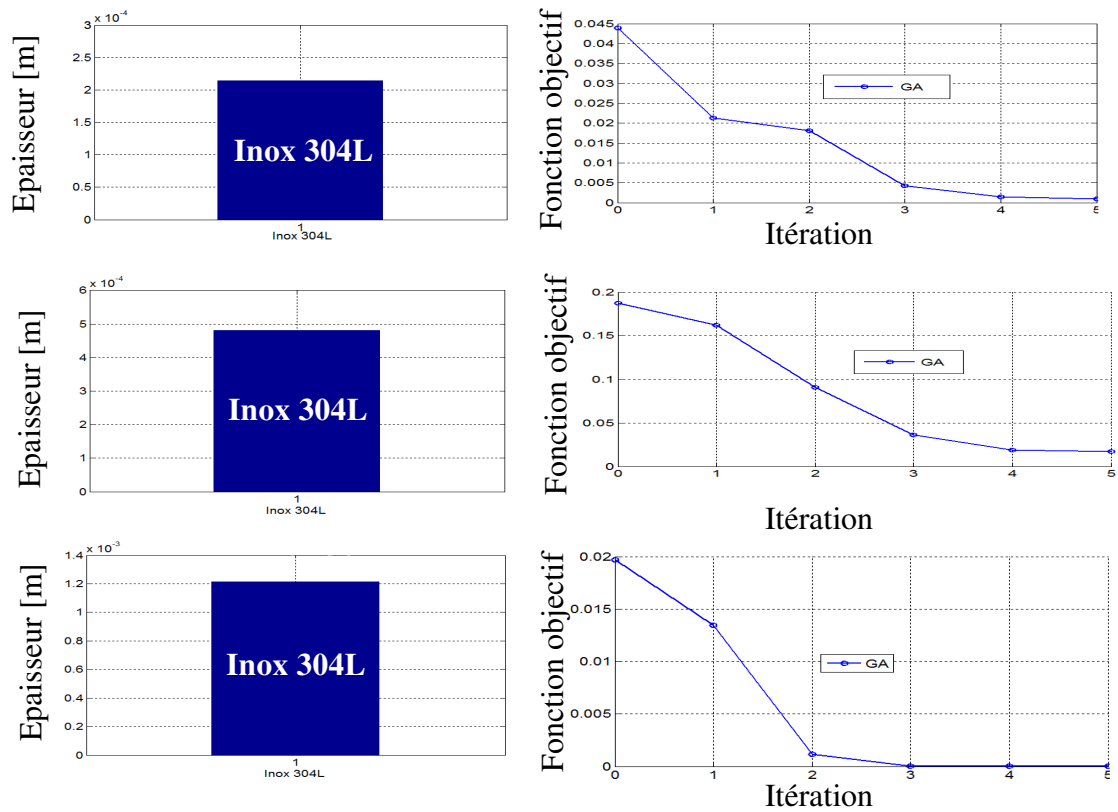 x 10⁻⁴
3
2.5
2
1.5
1
0.5
0
Epaisseur [m]
Inox 304L
1
Inox 304L
0.045
0.04
0.035
0.03
0.025
0.02
0.015
0.01
0.005
0
Fonction objectif
GA
0 1 2 3 4 5
Itération
x 10⁻⁴
6
5
4
3
2
1
0
Epaisseur [m]
Inox 304L
1
Inox 304L
0.2
0.15
0.1
0.05
0
Fonction objectif
GA
0 1 2 3 4 5
Itération
x 10⁻³
1.4
1.2
1
0.8
0.6
0.4
0.2
0
Epaisseur [m]
Inox 304L
1
Inox 304L
0.02
0.015
0.01
0.005
0
Fonction objectif
GA
0 1 2 3 4 5
Itération